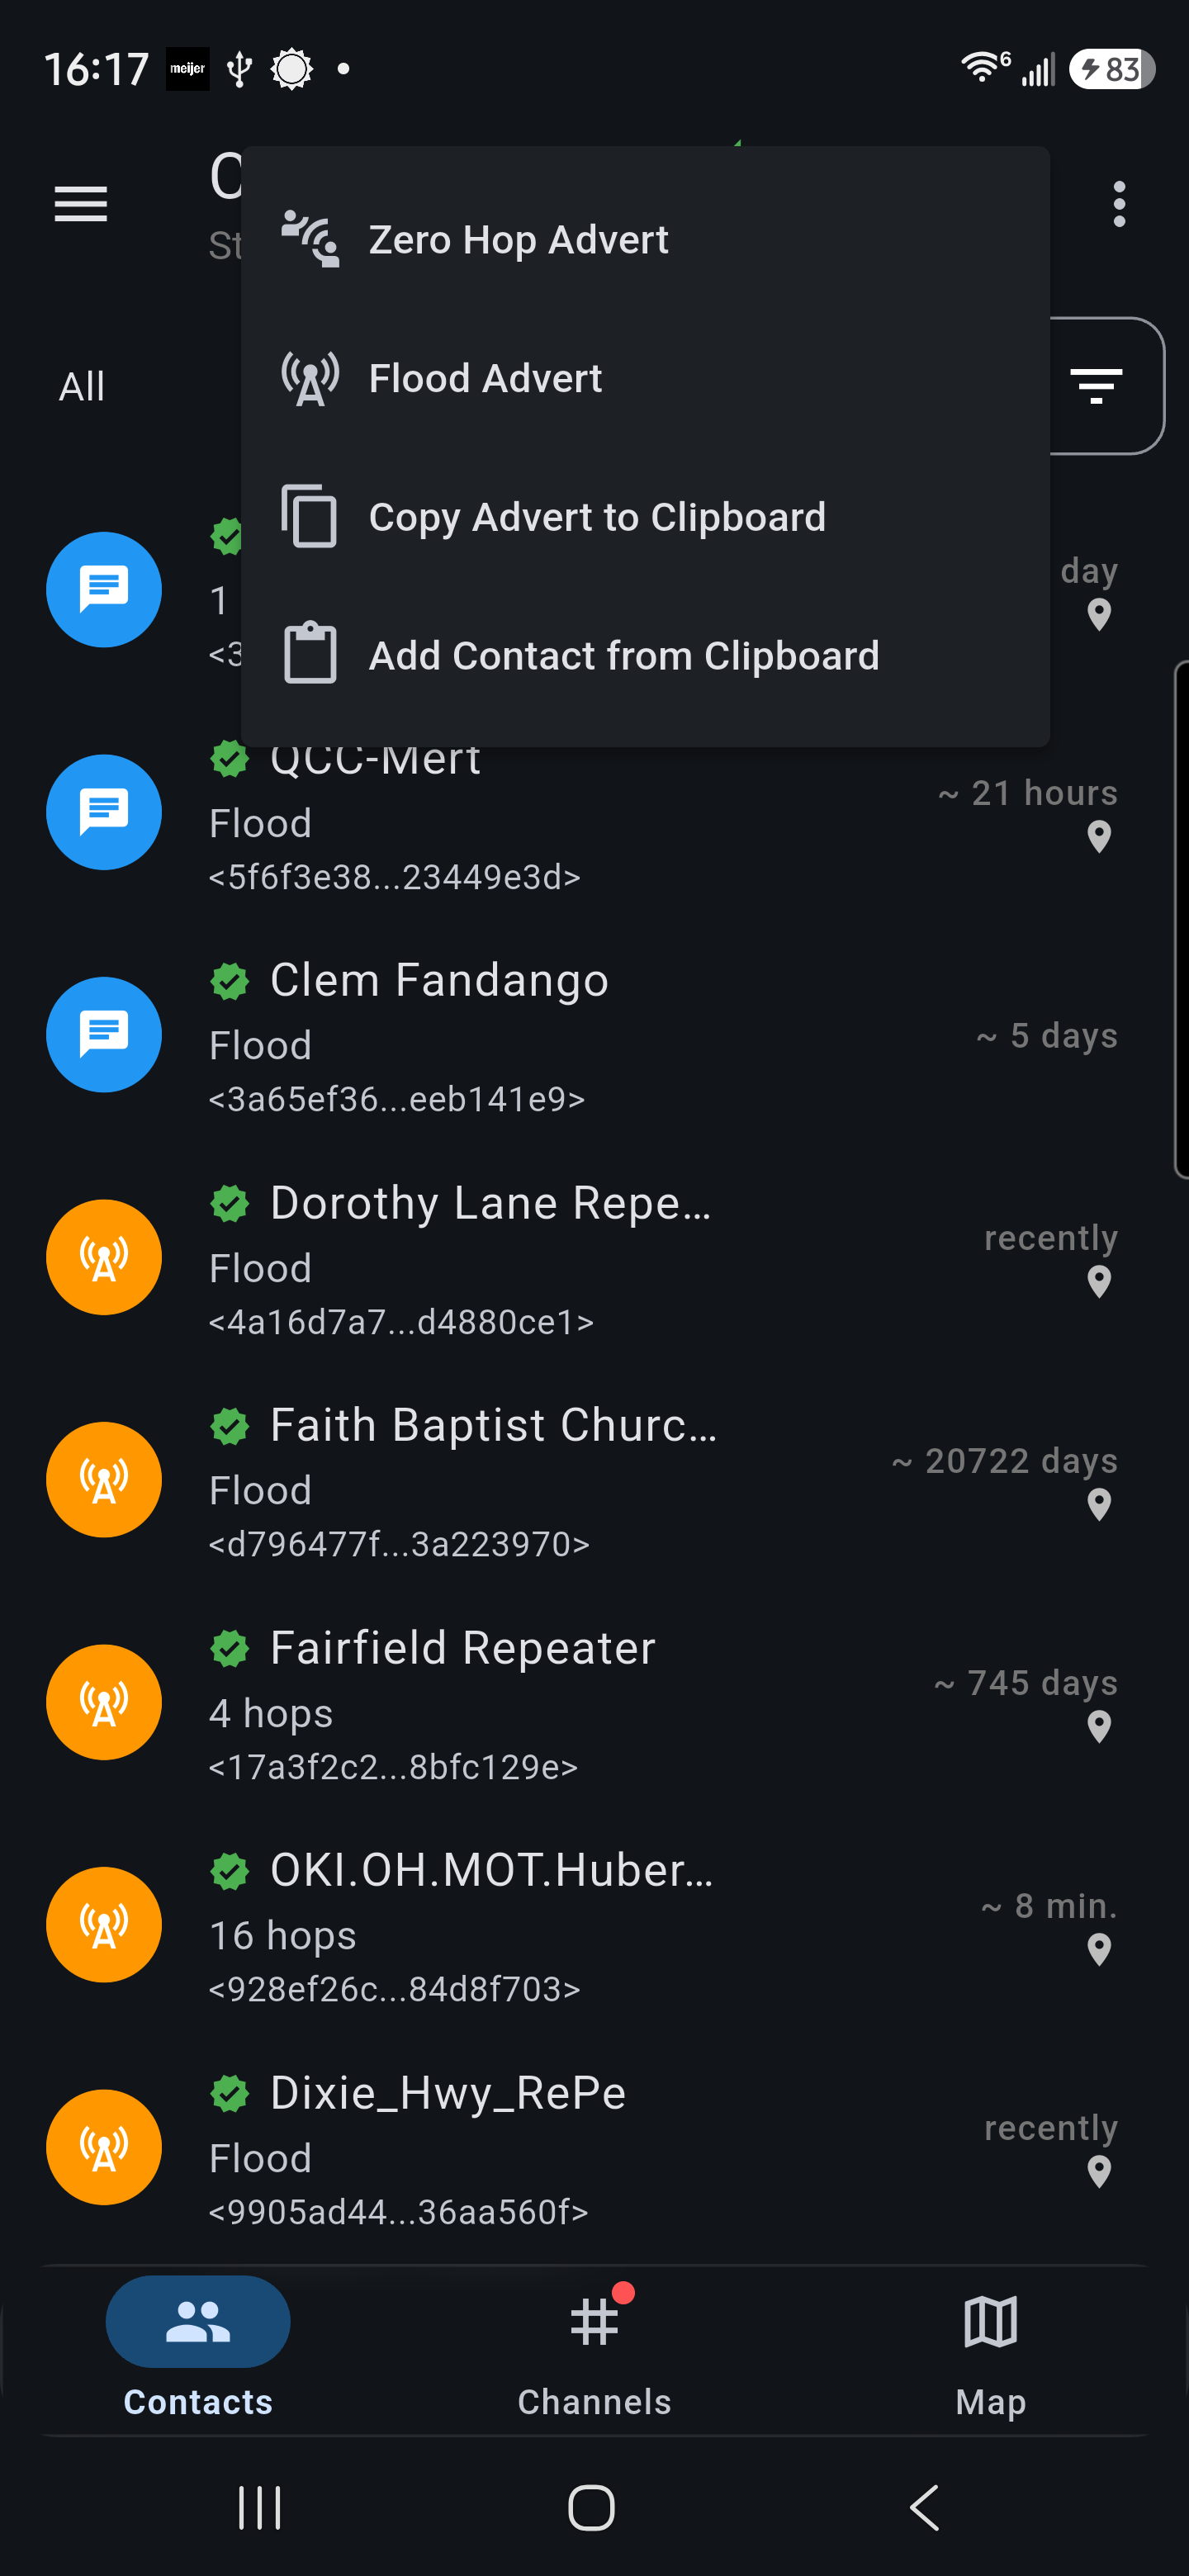 16:17 meijer 6 83
Zero Hop Advert
Flood Advert
All
Copy Advert to Clipboard
day
1
<3
Add Contact from Clipboard
QCC-Mert
~ 21 hours
Flood
<5f6f3e38...23449e3d>
Clem Fandango
Flood
~ 5 days
<3a65ef36...eeb141e9>
Dorothy Lane Repe...
recently
Flood
<4a16d7a7...d4880ce1>
Faith Baptist Churc...
~ 20722 days
Flood
<d796477f...3a223970>
Fairfield Repeater
~ 745 days
4 hops
<17a3f2c2...8bfc129e>
OKI.OH.MOT.Huber...
~ 8 min.
16 hops
<928ef26c...84d8f703>
Dixie_Hwy_RePe
recently
Flood
<9905ad44...36aa560f>
Contacts
Channels
Map